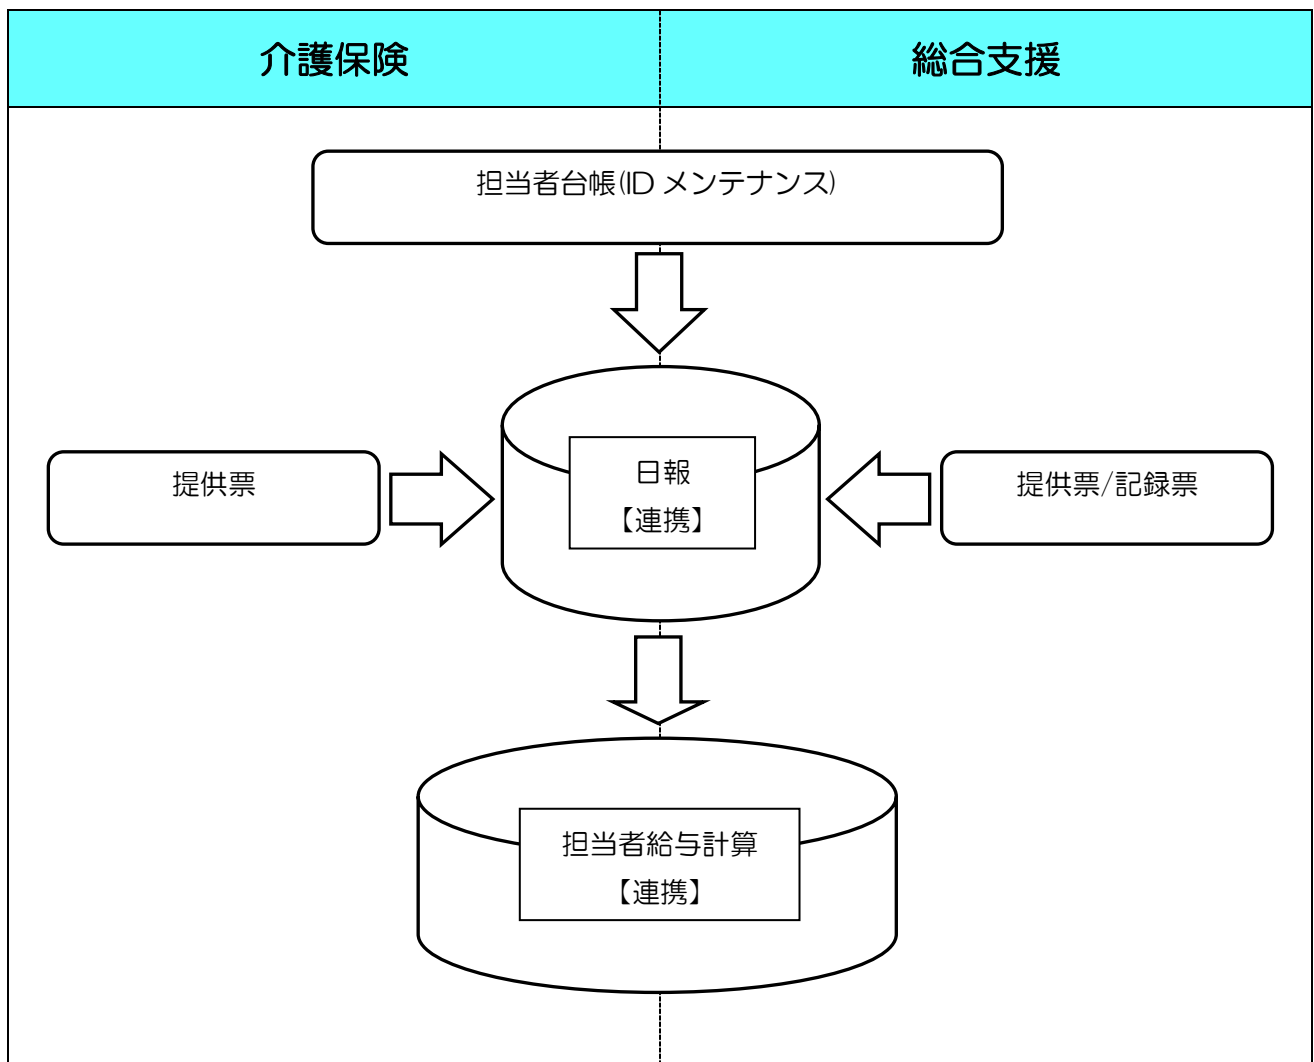 介護保険
総合支援
担当者台帳(ID メンテナンス)
提供票
日報
【連携】
提供票/記録票
担当者給与計算
【連携】